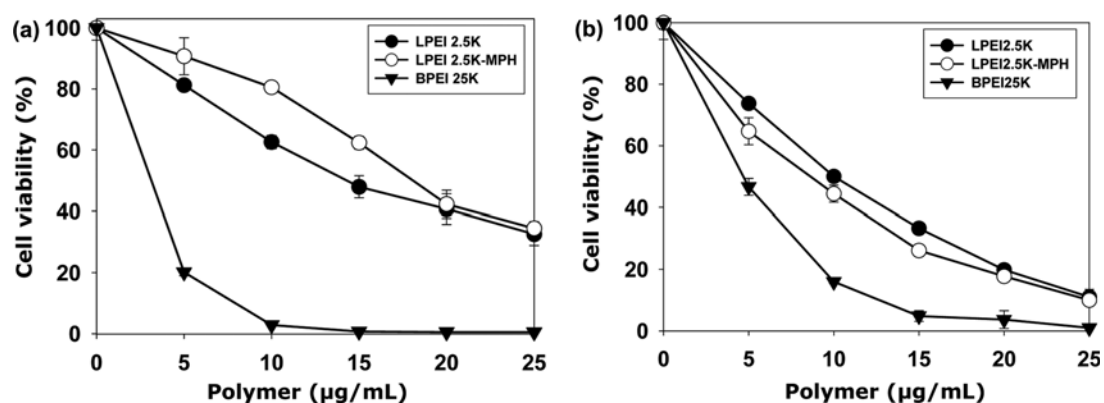 (a)
100
80
60
40
20
0
Cell viability (%)
LPEI 2.5K
LPEI 2.5K-MPH
BPEI 25K
0 5 10 15 20 25
Polymer (µg/mL)
(b)
100
80
60
40
20
0
Cell viability (%)
LPEI2.5K
LPEI2.5K-MPH
BPEI25K
0 5 10 15 20 25
Polymer (µg/mL)